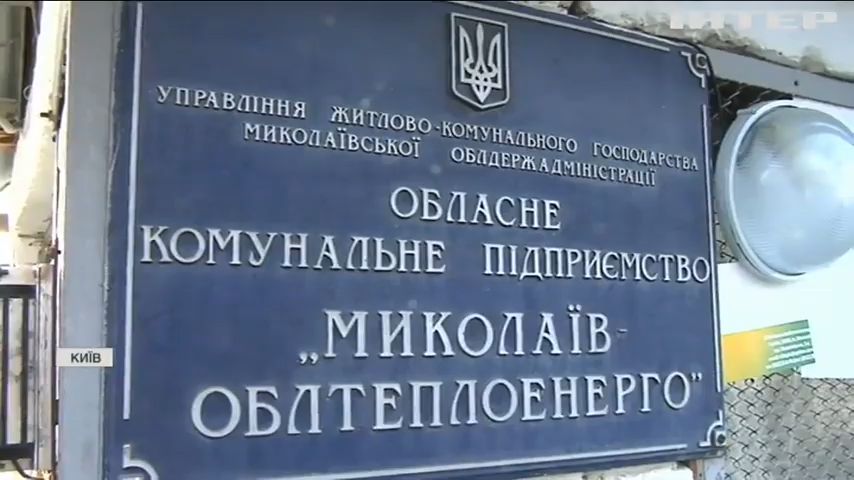 ІНТЕР
УПРАВЛІННЯ ЖИТЛОВО-КОМУНАЛЬНОГО ГОСПОДАРСТВА
МИКОЛАЇВСЬКОЇ ОБЛДЕРЖАДМІНІСТРАЦІЇ
ОБЛАСНЕ
КОМУНАЛЬНЕ ПІДПРИЄМСТВО
„МИКОЛАЇВ-
ОБЛТЕПЛОЕНЕРГО”
КИЇВ